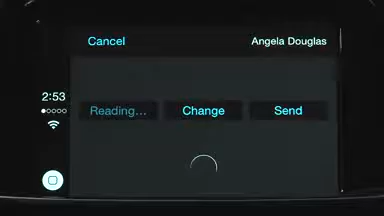 Cancel
Angela Douglas
2:53
Reading...
Change
Send